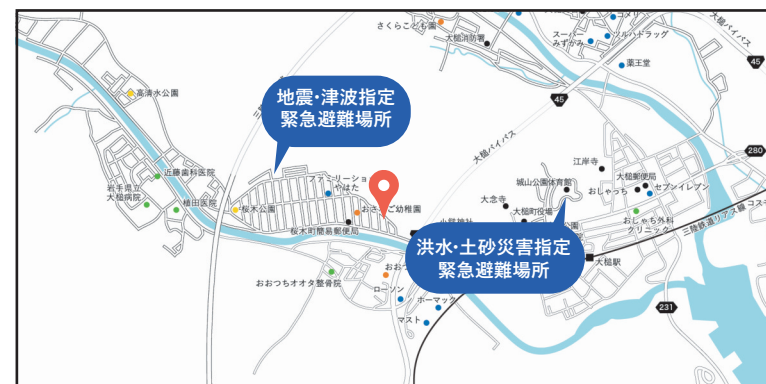 さくらこども園
大槌消防署
コメリ
スーパー
みずかみ
ツルハドラッグ
薬王堂
大槌バイパス
45
高清水公園
地震・津波指定
緊急避難場所
45
大槌バイパス
280
近藤歯科医院
岩手県立
大槌病院
植田医院
桜木公園
ファミリーショ
やはた
おさなご幼稚園
桜木町簡易郵便局
江岸寺
城山公園体育館
大槌郵便局
おしゃっち
セブンイレブン
大念寺
大槌町役場
おしゃち外科
クリニック
三陸鉄道リアス線
洪水・土砂災害指定
緊急避難場所
大槌駅
おおつちオオタ整骨院
ローソン
ホーマック
マスト
231